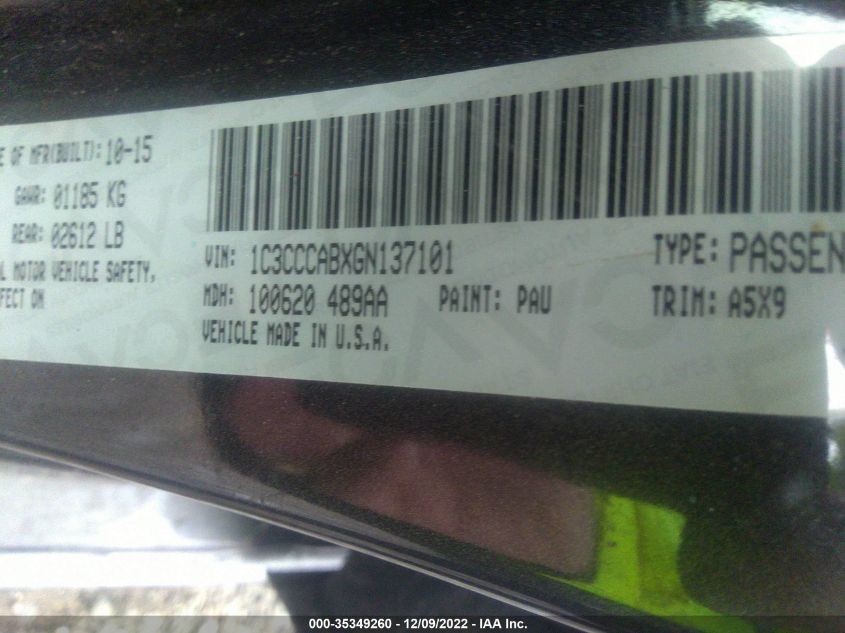 E OF MFR(BUILT): 10-15
GAWR: 01185 KG
REAR: 02612 LB
L MOTOR VEHICLE SAFETY,
FECT ON
VIN: 1C3CCCABXGN137101
TYPE: PASSEN
MDH: 100620 489AA
PAINT: PAU
TRIM: A5X9
VEHICLE MADE IN U.S.A.
000-35349260 - 12/09/2022 - IAA Inc.